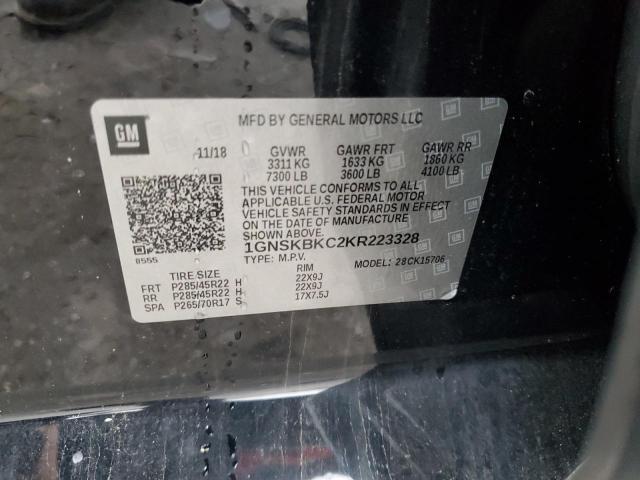 GM
MFD BY GENERAL MOTORS LLC
11/18 GVWR GAWR FRT GAWR RR
3311 KG 1633 KG 1860 KG
7300 LB 3600 LB 4100 LB
THIS VEHICLE CONFORMS TO ALL
APPLICABLE U.S. FEDERAL MOTOR
VEHICLE SAFETY STANDARDS IN EFFECT
ON THE DATE OF MANUFACTURE
1GNSKBKC2KR223328
8555 TYPE: M.P.V. MODEL: 28CK15706
TIRE SIZE RIM
FRT P285/45R22 H 22X9J
RR P285/45R22 H 22X9J
SPA P265/70R17 S 17X7.5J